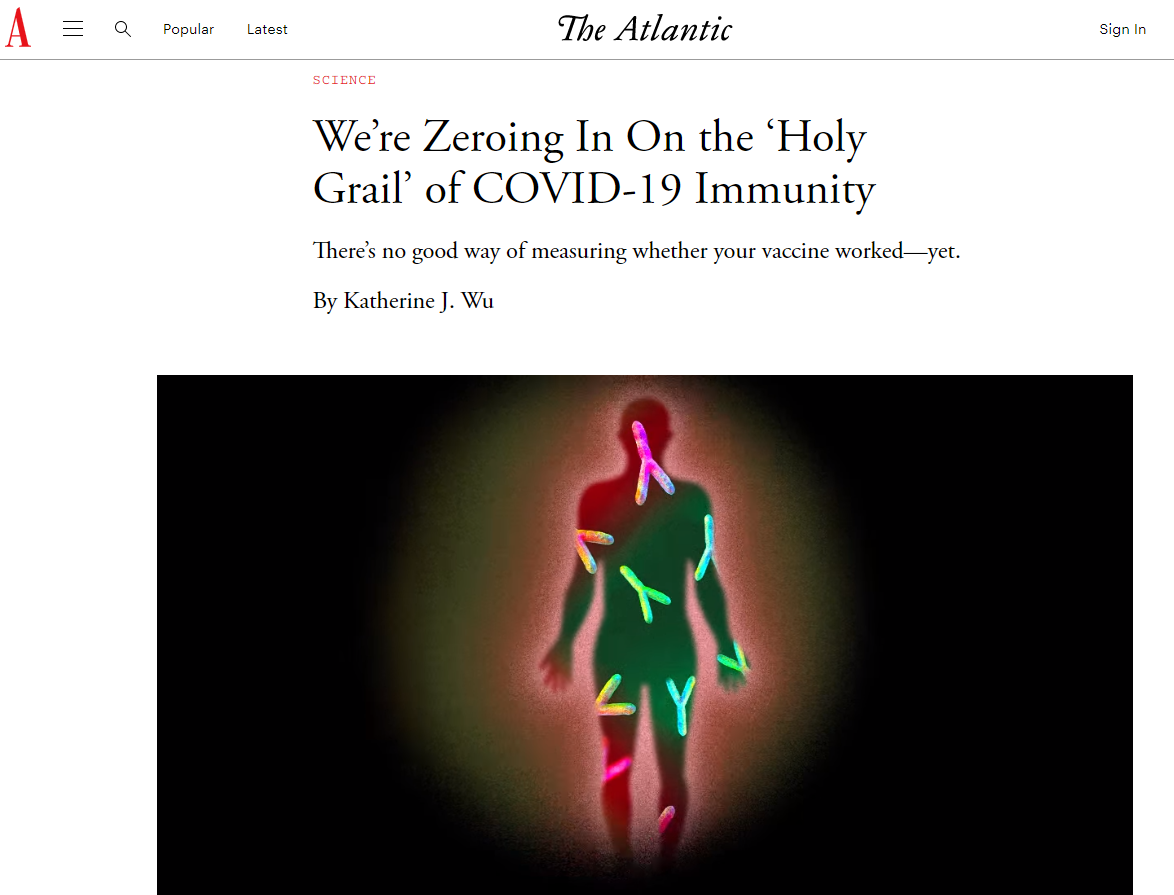 A
Popular
Latest
The Atlantic
Sign In
SCIENCE
We’re Zeroing In On the ‘Holy
Grail’ of COVID-19 Immunity
There’s no good way of measuring whether your vaccine worked—yet.
By Katherine J. Wu